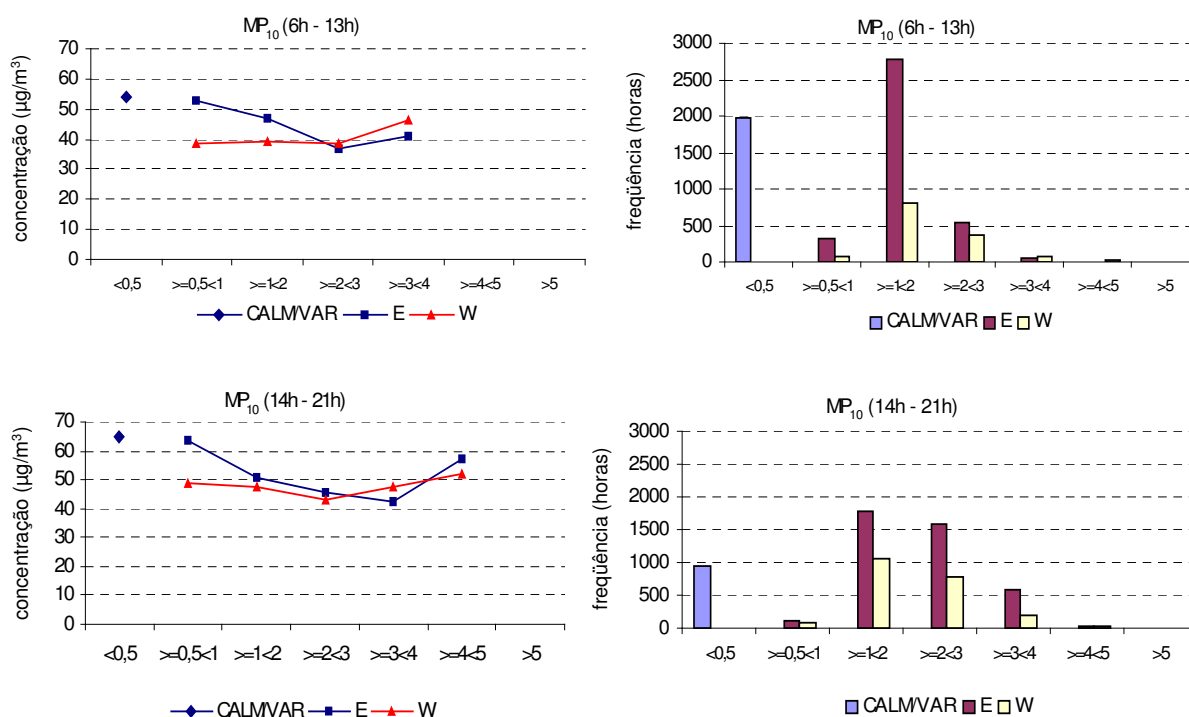 MP10 (6h - 13h)
concentração (µg/m³)
70
60
50
40
30
20
10
0
<0,5 >=0,5<1 >=1<2 >=2<3 >=3<4 >=4<5 >5
CALM/VAR E W
MP10 (6h - 13h)
freqüência (horas)
3000
2500
2000
1500
1000
500
0
<0,5 >=0,5<1 >=1<2 >=2<3 >=3<4 >=4<5 >5
CALM/VAR E W
MP10 (14h - 21h)
concentração (µg/m³)
70
60
50
40
30
20
10
0
<0,5 >=0,5<1 >=1<2 >=2<3 >=3<4 >=4<5 >5
CALM/VAR E W
MP10 (14h - 21h)
freqüência (horas)
3000
2500
2000
1500
1000
500
0
<0,5 >=0,5<1 >=1<2 >=2<3 >=3<4 >=4<5 >5
CALM/VAR E W